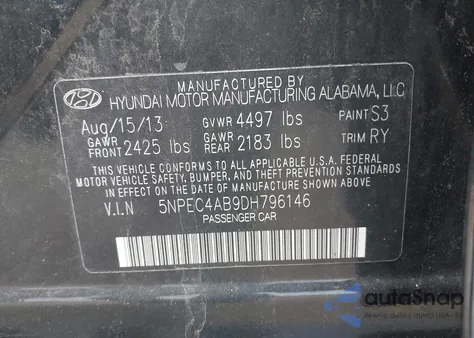 MANUFACTURED BY
HYUNDAI MOTOR MANUFACTURING ALABAMA, LLC
Aug/15/13 GVWR 4497 lbs PAINT S3
GAWR FRONT 2425 lbs GAWR REAR 2183 lbs TRIM RY
THIS VEHICLE CONFORMS TO ALL APPLICABLE U.S.A. FEDERAL
MOTOR VEHICLE SAFETY, BUMPER, AND THEFT PREVENTION STANDARDS
IN EFFECT ON THE DATE OF MANUFACTURE SHOWN ABOVE.
V.I.N 5NPEC4AB9DH796146
PASSENGER CAR
autoSnap